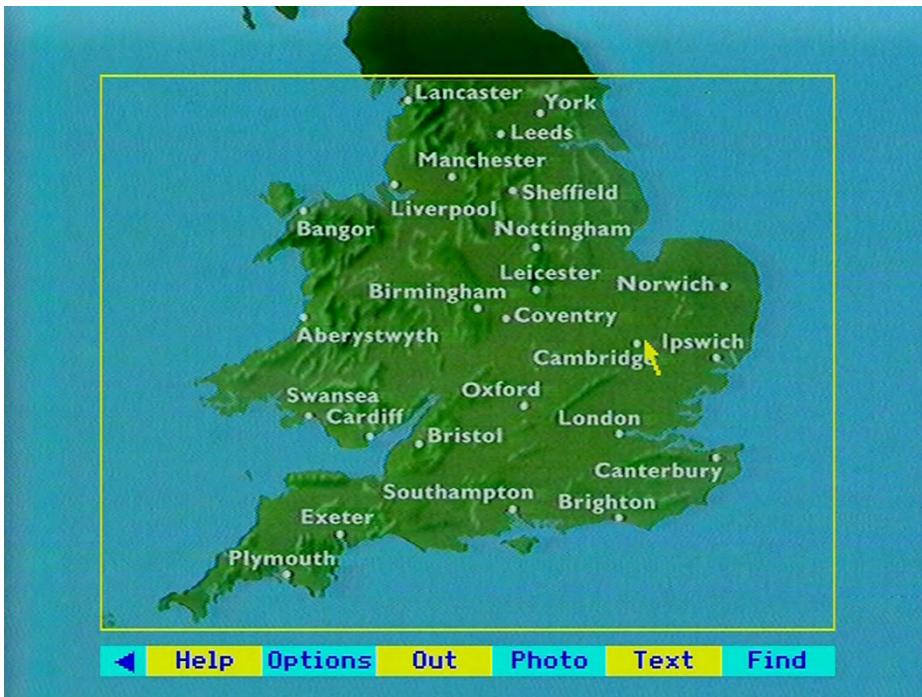 Lancaster
York
Leeds
Manchester
Sheffield
Liverpool
Bangor
Nottingham
Leicester
Norwich
Birmingham
Coventry
Aberystwyth
Ipswich
Cambridge
Oxford
Swansea
Cardiff
London
Bristol
Canterbury
Southampton
Brighton
Exeter
Plymouth
Help Options Out Photo Text Find